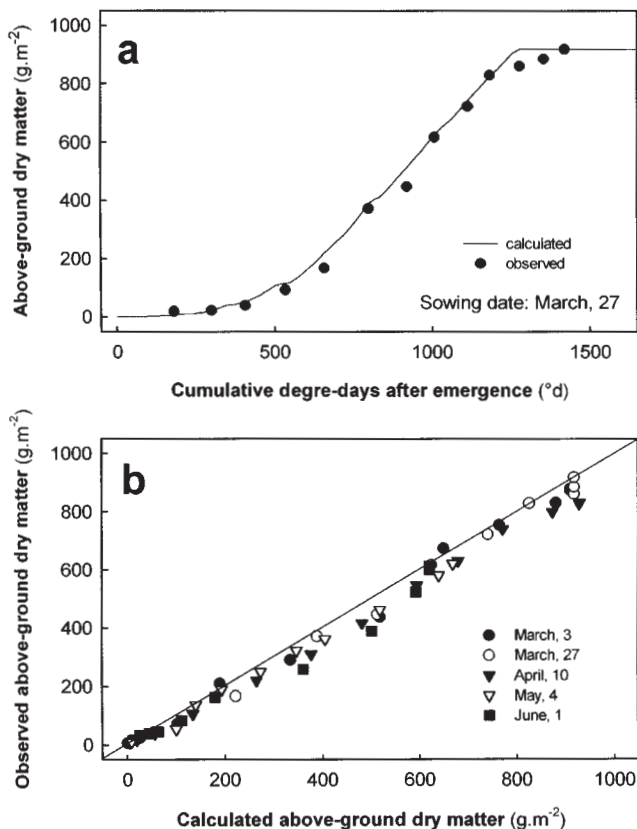 a
Above-ground dry matter (g.m-2)
1000
800
600
400
200
0
calculated
observed
Sowing date: March, 27
0 500 1000 1500
Cumulative degre-days after emergence (°d)
b
Observed above-ground dry matter (g.m-2)
1000
800
600
400
200
0
March, 3
March, 27
April, 10
May, 4
June, 1
0 200 400 600 800 1000
Calculated above-ground dry matter (g.m-2)